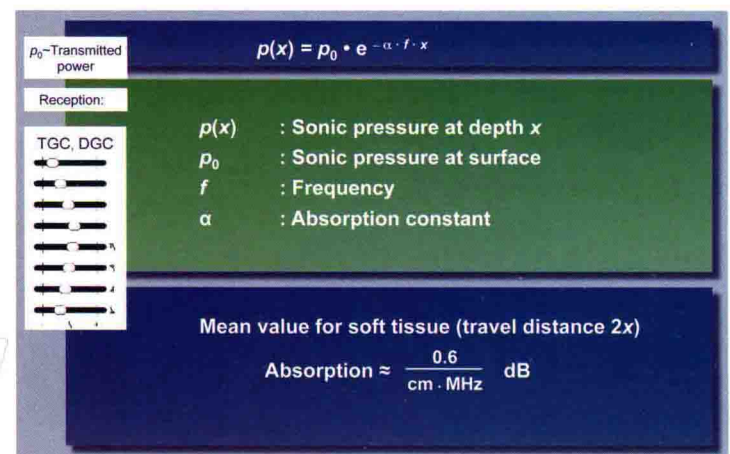 p₀~Transmitted
power
p(x) = p₀ • e^(−α · f · x)
Reception:
TGC, DGC
p(x) : Sonic pressure at depth x
p₀ : Sonic pressure at surface
f : Frequency
α : Absorption constant
Mean value for soft tissue (travel distance 2x)
Absorption ≈ 0.6 / cm · MHz dB